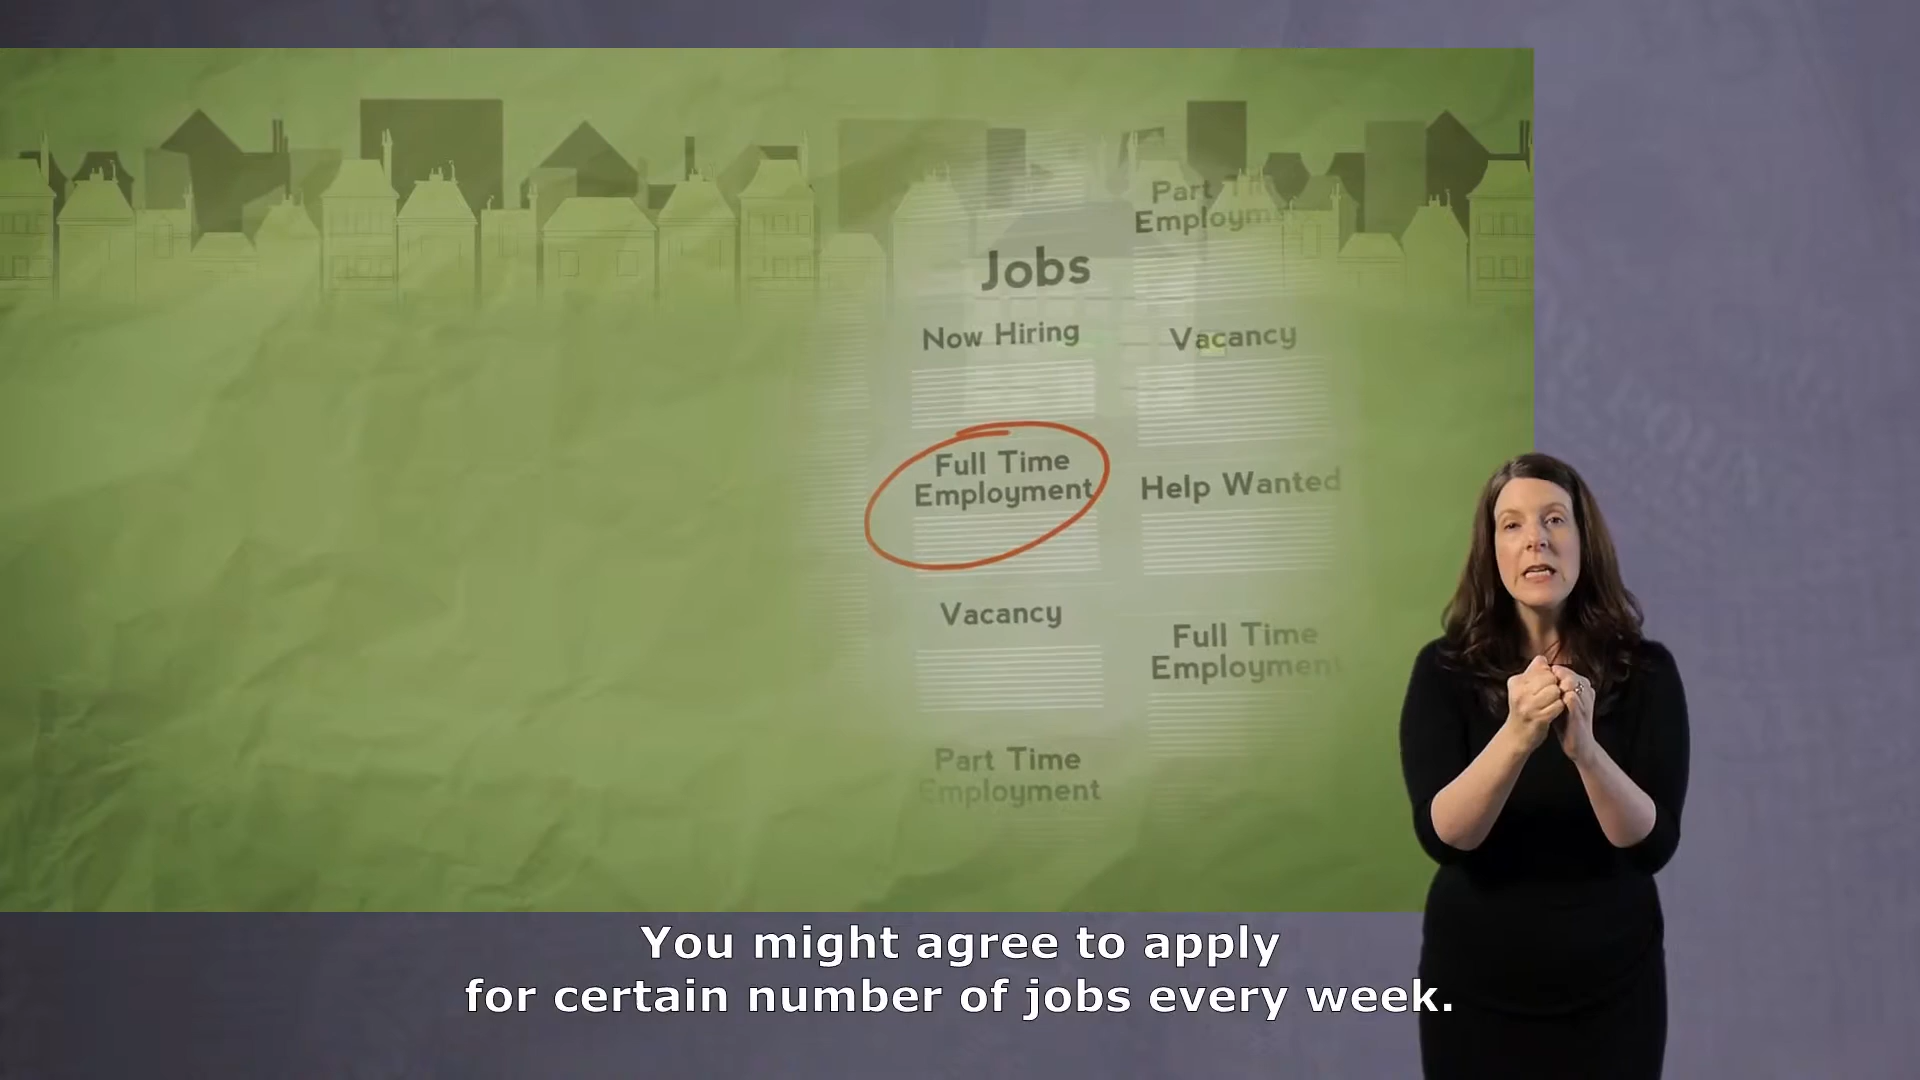 Jobs
Now Hiring
Full Time
Employment
Vacancy
Part Time
Employment
Part Time
Employm
Vacancy
Help Wanted
Full Time
Employment
You might agree to apply
for certain number of jobs every week.